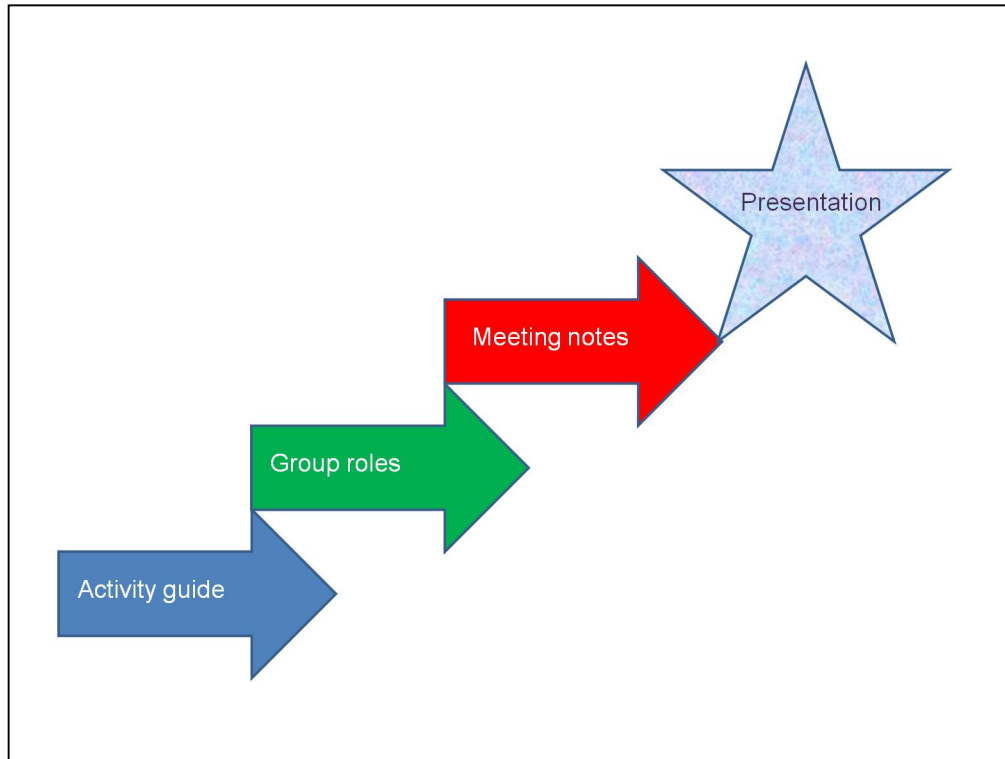 Presentation
Meeting notes
Group roles
Activity guide